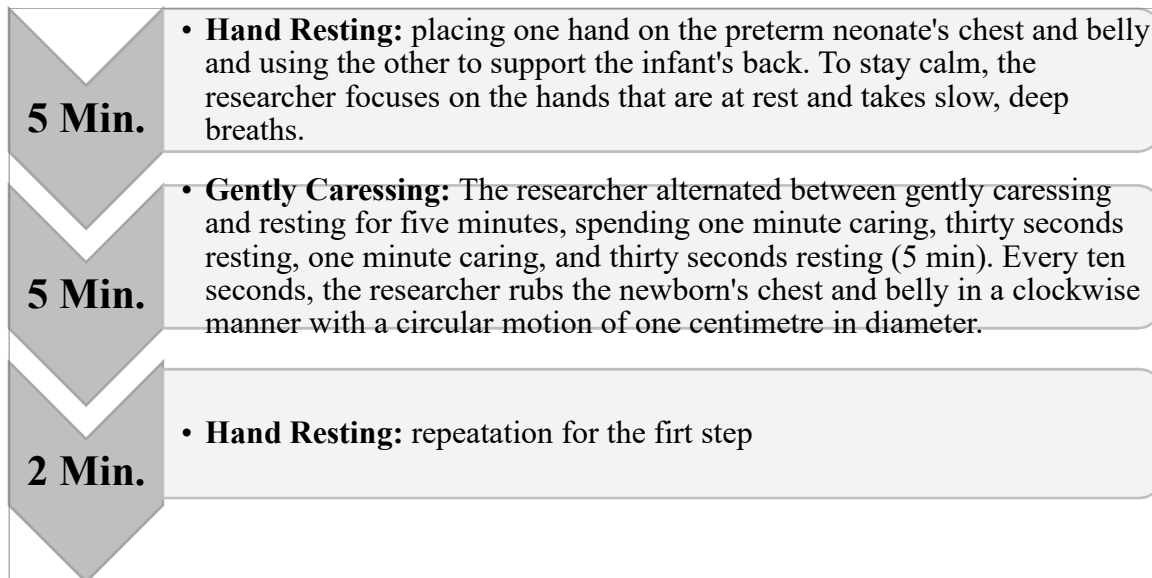 5 Min.
• Hand Resting: placing one hand on the preterm neonate's chest and belly
and using the other to support the infant's back. To stay calm, the
researcher focuses on the hands that are at rest and takes slow, deep
breaths.
5 Min.
• Gently Caressing: The researcher alternated between gently caressing
and resting for five minutes, spending one minute caring, thirty seconds
resting, one minute caring, and thirty seconds resting (5 min). Every ten
seconds, the researcher rubs the newborn's chest and belly in a clockwise
manner with a circular motion of one centimetre in diameter.
2 Min.
• Hand Resting: repeatation for the firt step